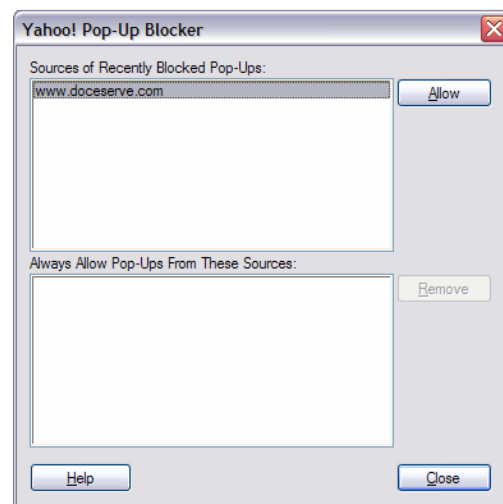 Yahoo! Pop-Up Blocker
Sources of Recently Blocked Pop-Ups:
www.doceserve.com
Allow
Always Allow Pop-Ups From These Sources:
Remove
Help
Close